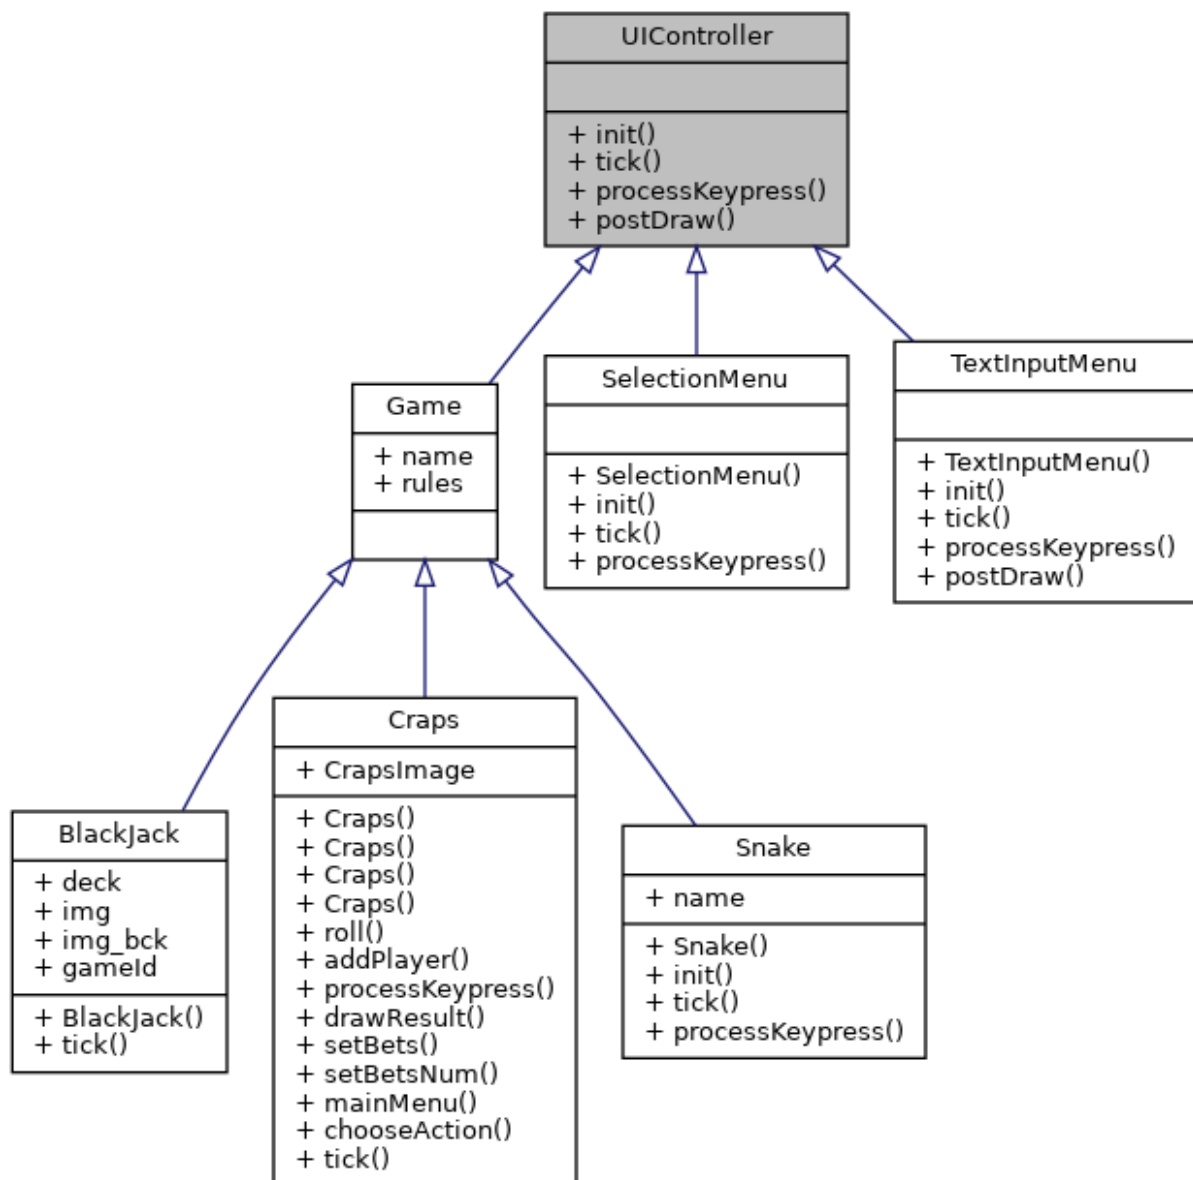 UIController
+ init()
+ tick()
+ processKeypress()
+ postDraw()
Game
+ name
+ rules
SelectionMenu
+ SelectionMenu()
+ init()
+ tick()
+ processKeypress()
TextInputMenu
+ TextInputMenu()
+ init()
+ tick()
+ processKeypress()
+ postDraw()
BlackJack
+ deck
+ img
+ img_bck
+ gameId
+ BlackJack()
+ tick()
Craps
+ CrapsImage
+ Craps()
+ Craps()
+ Craps()
+ Craps()
+ roll()
+ addPlayer()
+ processKeypress()
+ drawResult()
+ setBets()
+ setBetsNum()
+ mainMenu()
+ chooseAction()
+ tick()
Snake
+ name
+ Snake()
+ init()
+ tick()
+ processKeypress()